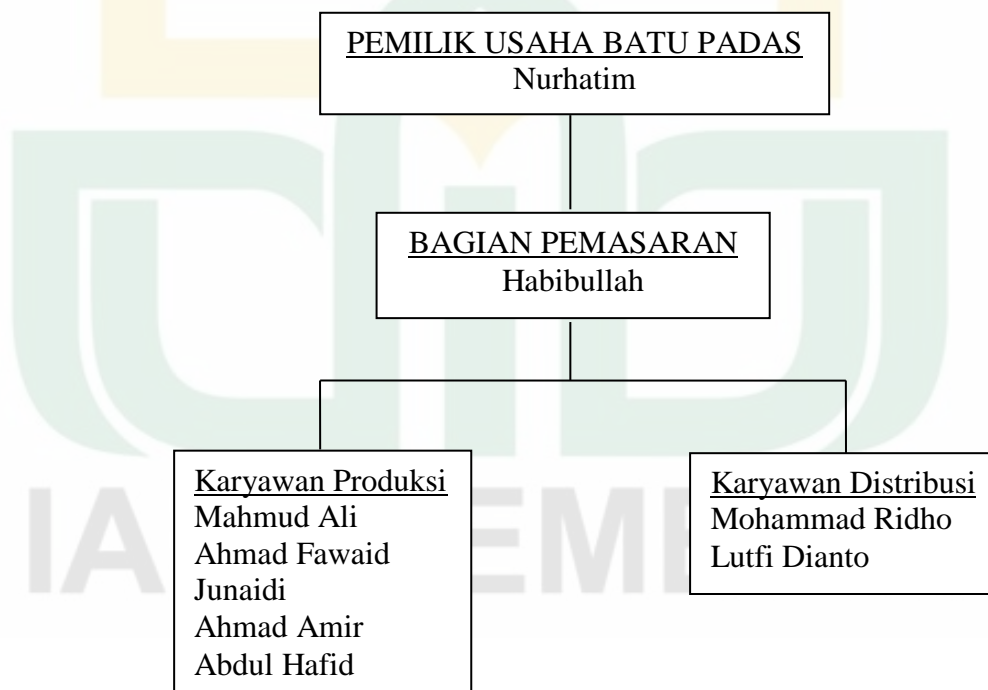 PEMILIK USAHA BATU PADAS
Nurhatim
BAGIAN PEMASARAN
Habibullah
Karyawan Produksi
Mahmud Ali
Ahmad Fawaid
Junaidi
Ahmad Amir
Abdul Hafid
Karyawan Distribusi
Mohammad Ridho
Lutfi Dianto